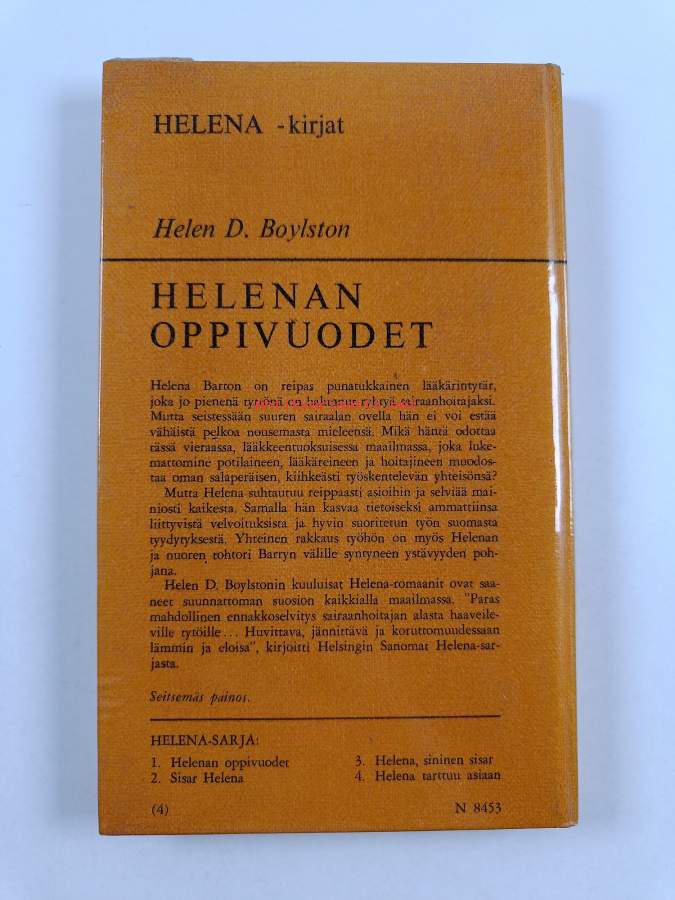 HELENA -kirjat
Helen D. Boylston
HELENAN
OPPIVUODET
Helena Barton on reipas punatukkainen lääkärintytär,
joka jo pienenä tyttönä on halunnut ryhtyä sairaanhoitajaksi.
Mutta seistessään suuren sairaalan ovella hän ei voi estää
vähäistä pelkoa nousemasta mieleensä. Mikä häntä odottaa
tässä vieraassa, lääkkeentuoksuisessa maailmassa, joka luke-
mattomine potilaineen, lääkäreineen ja hoitajineen muodos-
taa oman salaperäisen, kiihkeästi työskentelevän yhteisönsä?
Mutta Helena suhtautuu reippaasti asioihin ja selviää mai-
niosti kaikesta. Samalla hän kasvaa tietoiseksi ammattiinsa
liittyvistä velvoituksista ja hyvin suoritetun työn suomasta
tyydytyksestä. Yhteinen rakkaus työhön on myös Helenan
ja nuoren tohtori Barryn välille syntyneen ystävyyden poh-
jana.
Helen D. Boylstonin kuuluisat Helena-romaanit ovat saa-
neet suunnattoman suosion kaikkialla maailmassa. "Paras
mahdollinen ennakkoselvitys sairaanhoitajan alasta haaveile-
ville tytöille... Huvittava, jännittävä ja koruttomuudessaan
lämmin ja eloisa", kirjoitti Helsingin Sanomat Helena-sar-
jasta.
Seitsemäs painos.
HELENA-SARJA:
1. Helenan oppivuodet
2. Sisar Helena
3. Helena, sininen sisar
4. Helena tarttuu asiaan
(4)
N 8453